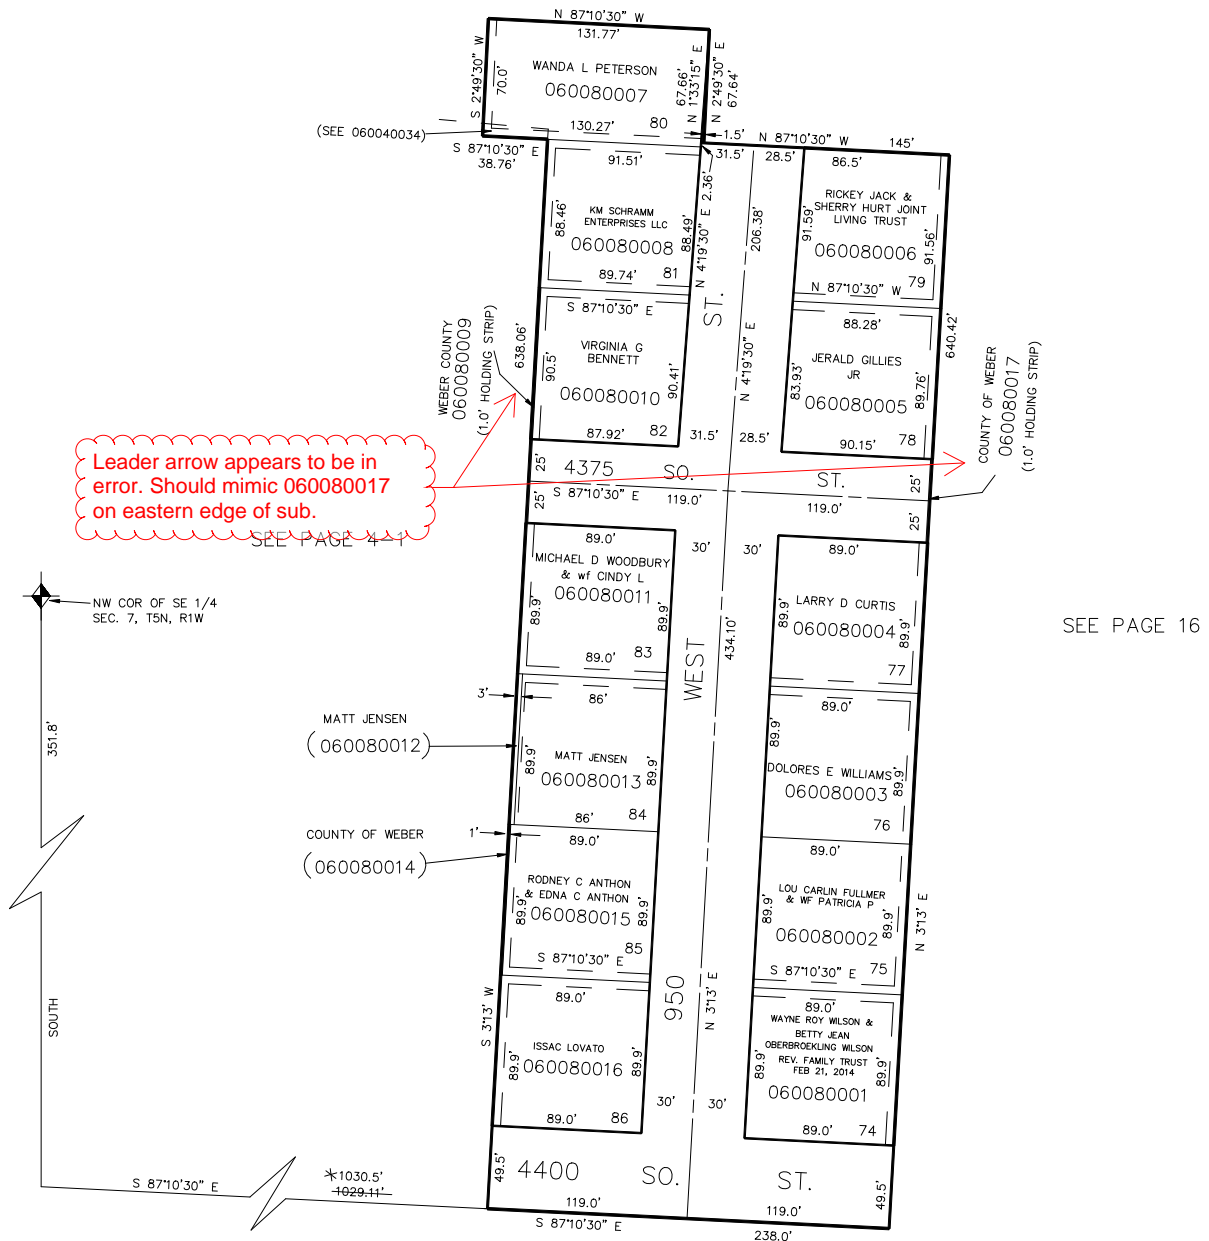 N 87°10'30" W
131.77'
S 2°49'30" W
70.0'
WANDA L PETERSON
060080007
80
130.27'
67.66'
N 1°33'15" E
N 2°49'30" E
67.64'
(SEE 060040034)
S 87°10'30" E
38.76'
1.5'
N 87°10'30" W
145'
31.5'
28.5'
86.5'
91.51'
88.46'
KM SCHRAMM
ENTERPRISES LLC
060080008
88.49'
N 4°19'30" E
2.36'
89.74'
81
206.38'
91.59'
RICKEY JACK &
SHERRY HURT JOINT
LIVING TRUST
060080006
91.56'
79
N 87°10'30" W
S 87°10'30" E
ST.
WEBER COUNTY
060080009
(1.0' HOLDING STRIP)
638.06'
90.5'
VIRGINIA G
BENNETT
060080010
90.41'
87.92'
82
N 4°19'30" E
88.28'
83.93'
JERALD GILLIES
JR
060080005
89.76'
90.15'
78
640.42'
COUNTY OF WEBER
060080017
(1.0' HOLDING STRIP)
31.5'
28.5'
Leader arrow appears to be in
error. Should mimic 060080017
on eastern edge of sub.
SEE PAGE 4-1
25'
4375
SO.
ST.
25'
25'
S 87°10'30" E
119.0'
119.0'
25'
89.0'
30'
30'
89.0'
MICHAEL D WOODBURY
& wf CINDY L
060080011
89.9'
89.9'
89.0'
83
NW COR OF SE 1/4
SEC. 7, T5N, R1W
WEST
434.10'
LARRY D CURTIS
060080004
89.9'
89.9'
77
SEE PAGE 16
3'
86'
89.0'
351.8'
MATT JENSEN
(060080012)
MATT JENSEN
060080013
89.9'
89.9'
86'
84
89.9'
DOLORES E WILLIAMS
060080003
89.9'
76
COUNTY OF WEBER
(060080014)
1'
89.0'
89.0'
RODNEY C ANTHON
& EDNA C ANTHON
060080015
89.9'
89.9'
85
S 87°10'30" E
LOU CARLIN FULLMER
& WF PATRICIA P
060080002
89.9'
89.9'
75
S 87°10'30" E
N 3°13' E
SOUTH
S 3°13' W
89.0'
950
N 3°13' E
89.0'
ISSAC LOVATO
060080016
89.9'
89.9'
89.0'
86
WAYNE ROY WILSON &
BETTY JEAN
OBERBROEKLING WILSON
REV. FAMILY TRUST
FEB 21, 2014
060080001
89.9'
89.9'
89.0'
74
30'
30'
S 87°10'30" E
*1030.5'
1029.11'
49.5'
4400
SO.
ST.
49.5'
119.0'
119.0'
S 87°10'30" E
238.0'